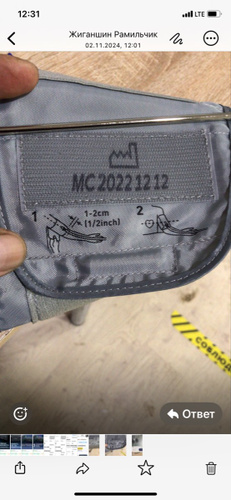 12:31
LTE
Жиганшин Рамильчик
02.11.2024, 12:01
MC 2022 12 12
1
1-2cm
(1/2inch)
2
СОБЛЮД
Ответ